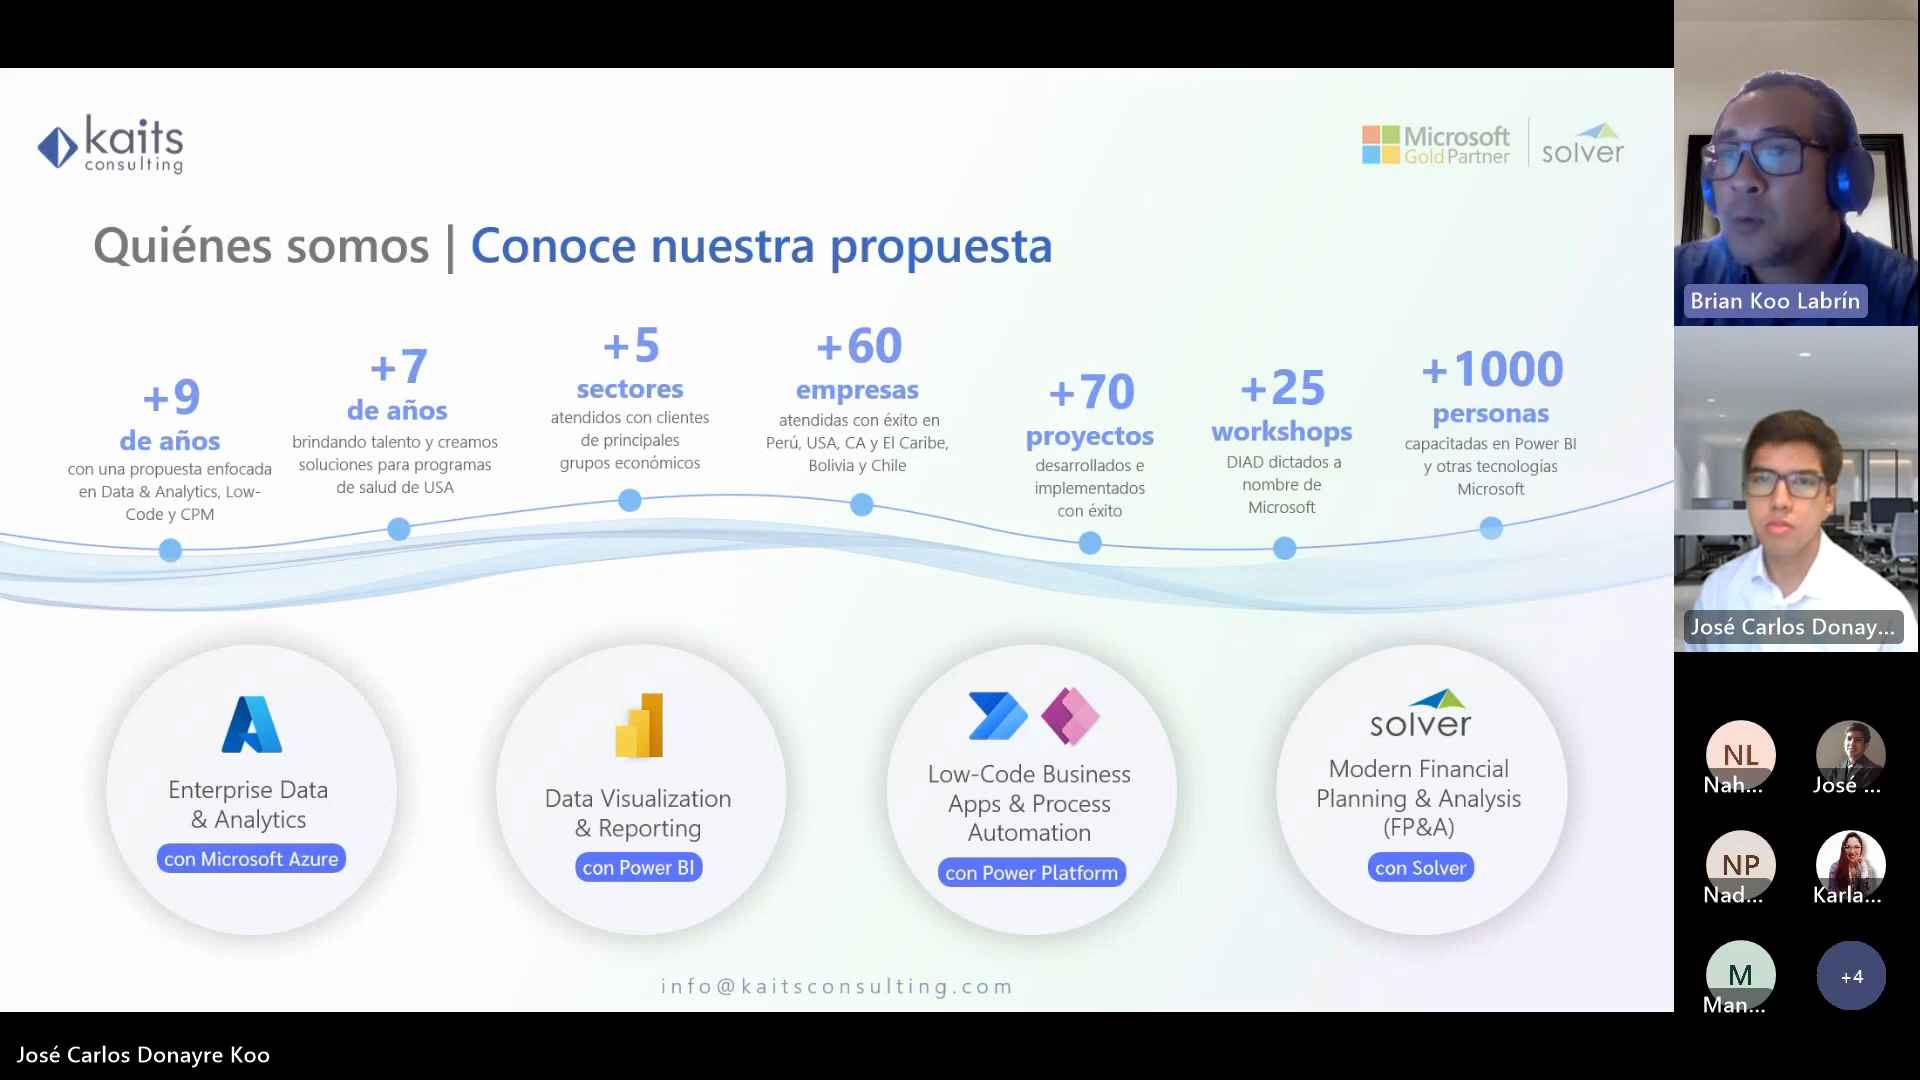 kaits
consulting
Microsoft
Gold Partner
solver
Quiénes somos | Conoce nuestra propuesta
+9
de años
con una propuesta enfocada
en Data & Analytics, Low-
Code y CPM
+7
de años
brindando talento y creamos
soluciones para programas
de salud de USA
+5
sectores
atendidos con clientes
de principales
grupos económicos
+60
empresas
atendidas con éxito en
Perú, USA, CA y El Caribe,
Bolivia y Chile
+70
proyectos
desarrollados e
implementados
con éxito
+25
workshops
DIAD dictados a
nombre de
Microsoft
+1000
personas
capacitadas en Power BI
y otras tecnologías
Microsoft
Enterprise Data
& Analytics
con Microsoft Azure
Data Visualization
& Reporting
con Power BI
Low-Code Business
Apps & Process
Automation
con Power Platform
solver
Modern Financial
Planning & Analysis
(FP&A)
con Solver
info@kaitsconsulting.com
José Carlos Donayre Koo
Brian Koo Labrín
José Carlos Donay...
NL
Nah...
José ...
NP
Nad...
Karla...
M
Man...
+4